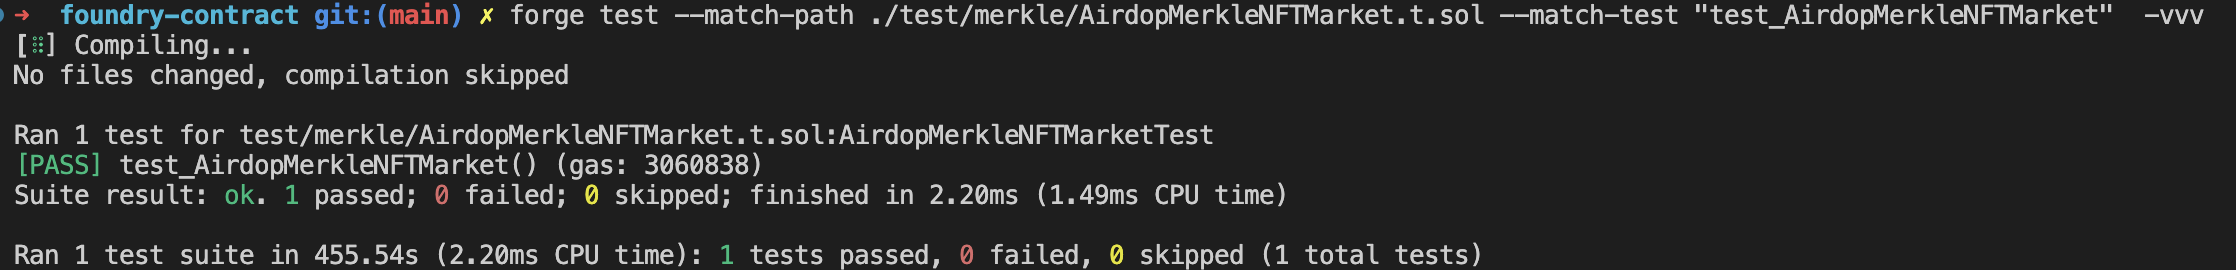 ➜  foundry-contract git:(main) ✗ forge test --match-path ./test/merkle/AirdopMerkleNFTMarket.t.sol --match-test "test_AirdopMerkleNFTMarket"  -vvv
[⠿] Compiling...
No files changed, compilation skipped
Ran 1 test for test/merkle/AirdopMerkleNFTMarket.t.sol:AirdopMerkleNFTMarketTest
[PASS] test_AirdopMerkleNFTMarket() (gas: 3060838)
Suite result: ok. 1 passed; 0 failed; 0 skipped; finished in 2.20ms (1.49ms CPU time)
Ran 1 test suite in 455.54s (2.20ms CPU time): 1 tests passed, 0 failed, 0 skipped (1 total tests)